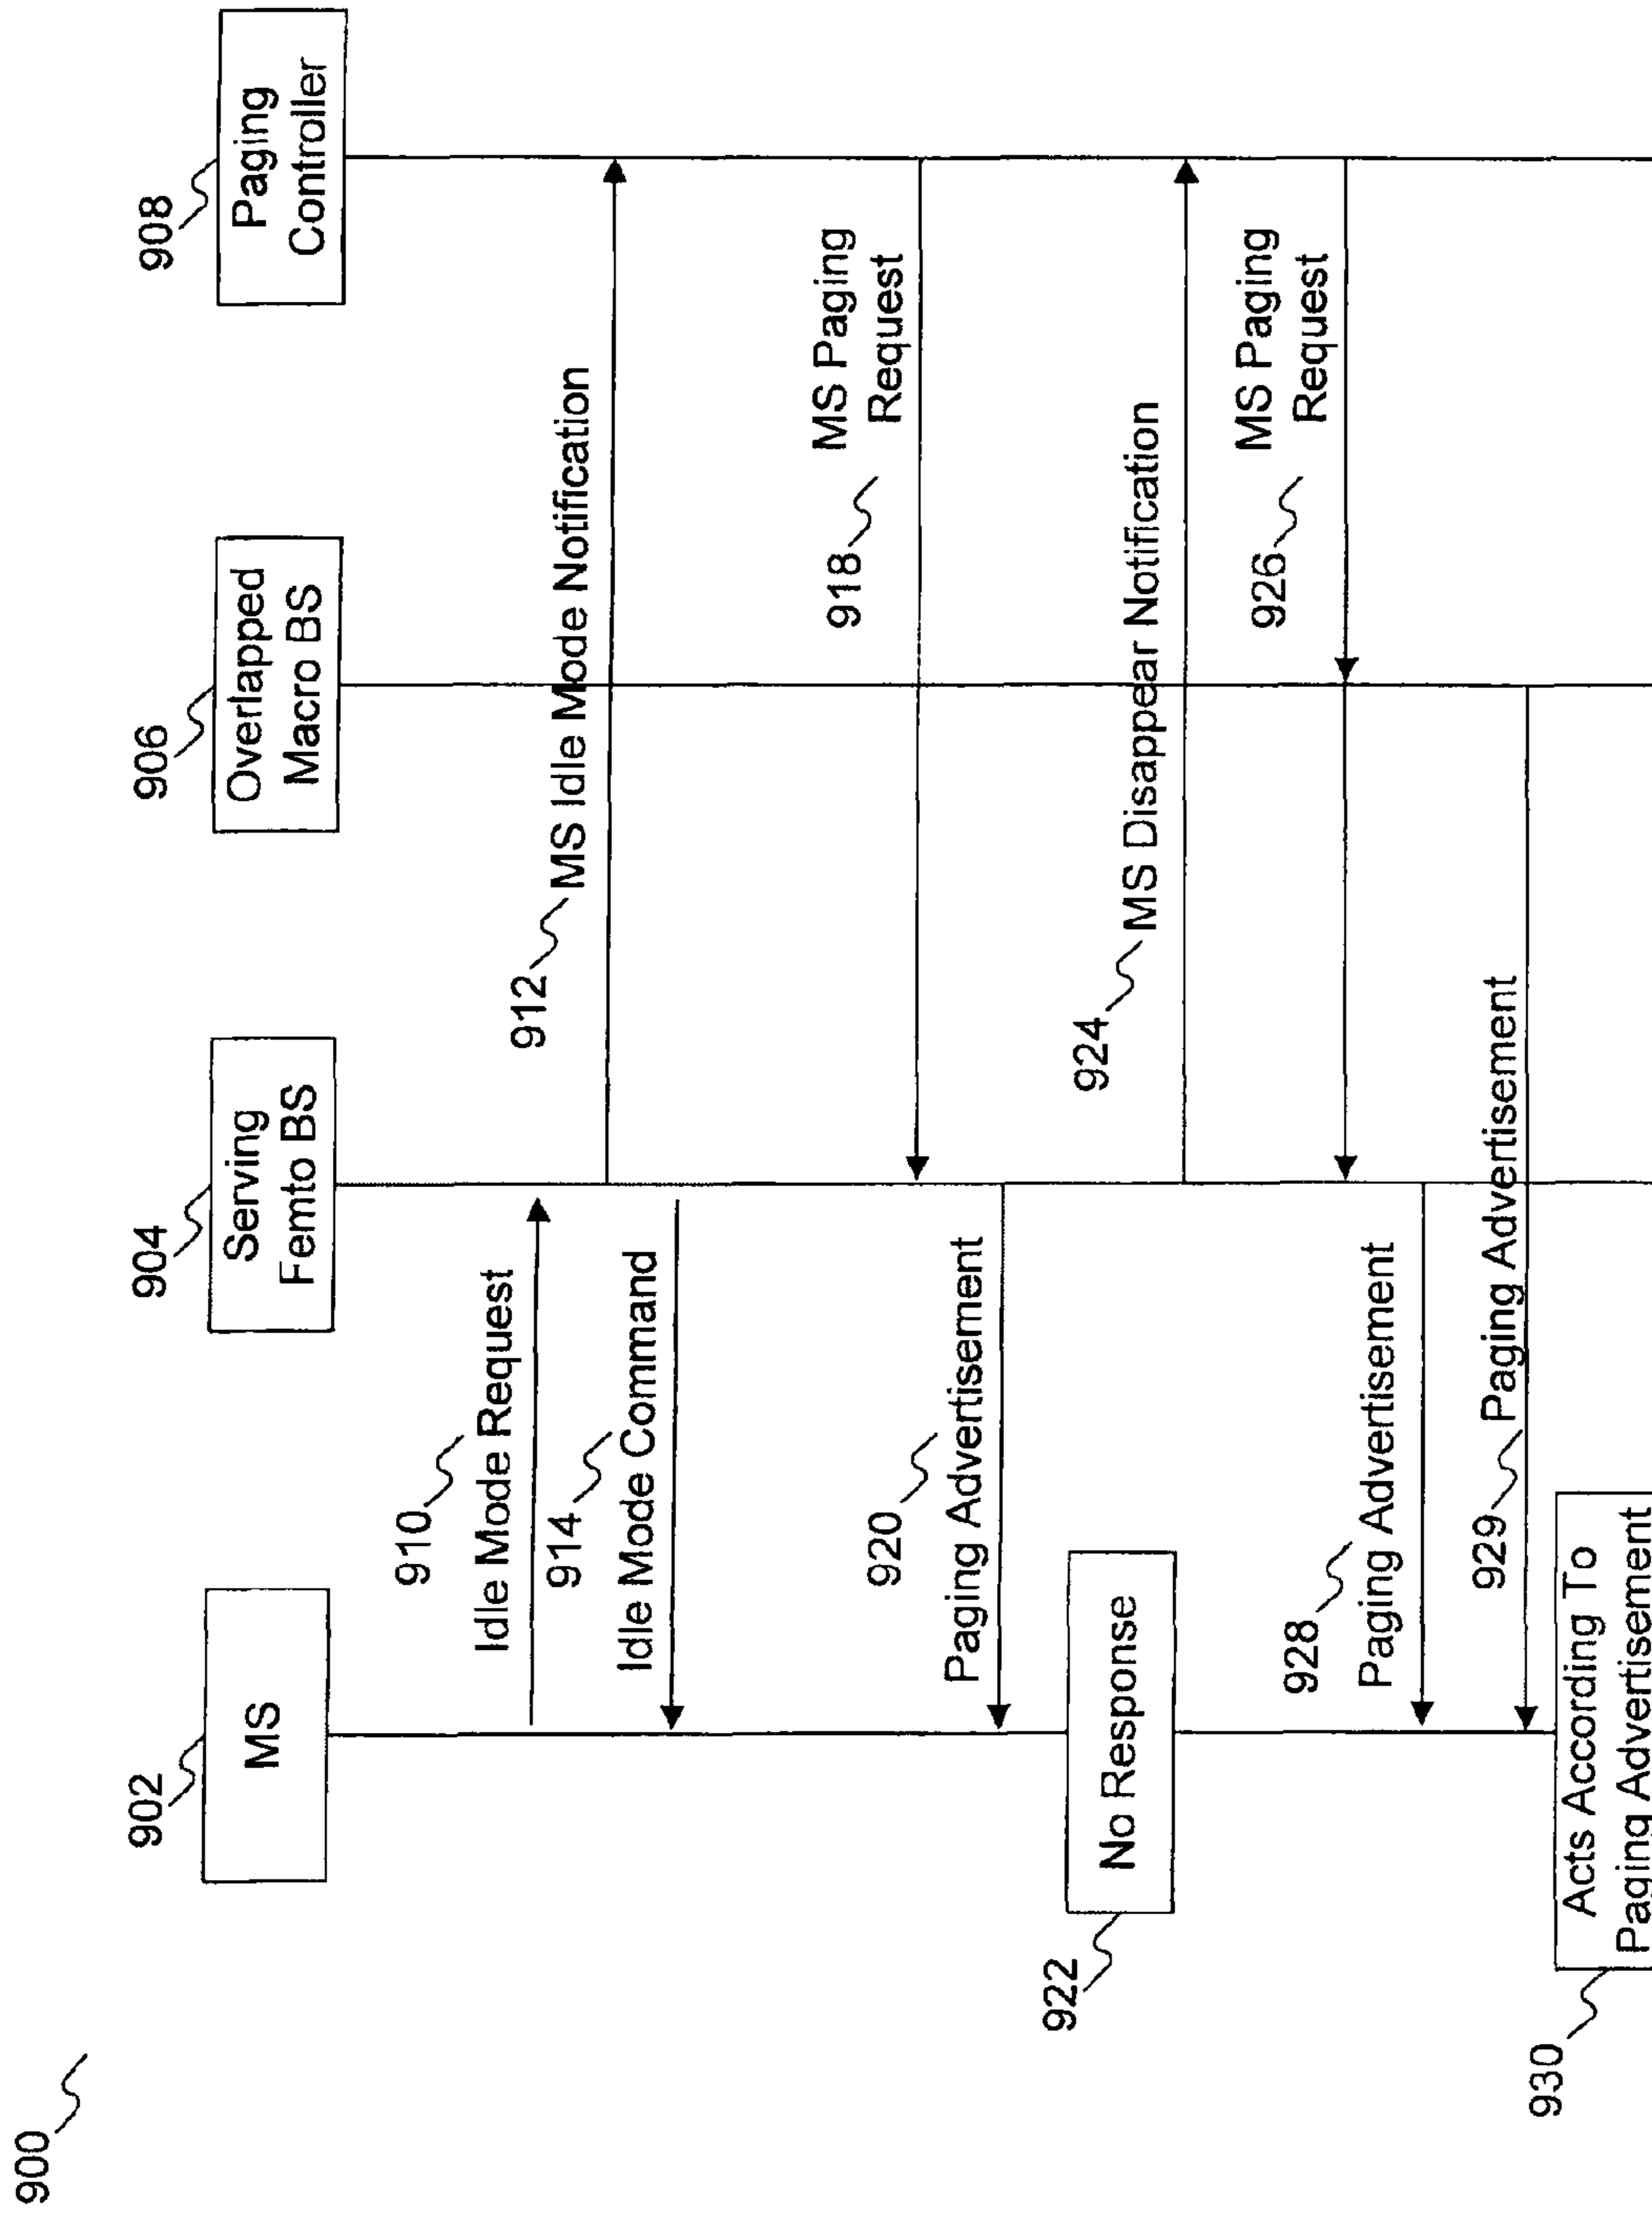 900
902
MS
904
Serving
Femto BS
906
Overlapped
Macro BS
908
Paging
Controller
910
Idle Mode Request
912
MS Idle Mode Notification
914
Idle Mode Command
918
MS Paging
Request
920
Paging Advertisement
922
No Response
924
MS Disappear Notification
926
MS Paging
Request
928
Paging Advertisement
929
Paging Advertisement
930
Acts According To
Paging Advertisement